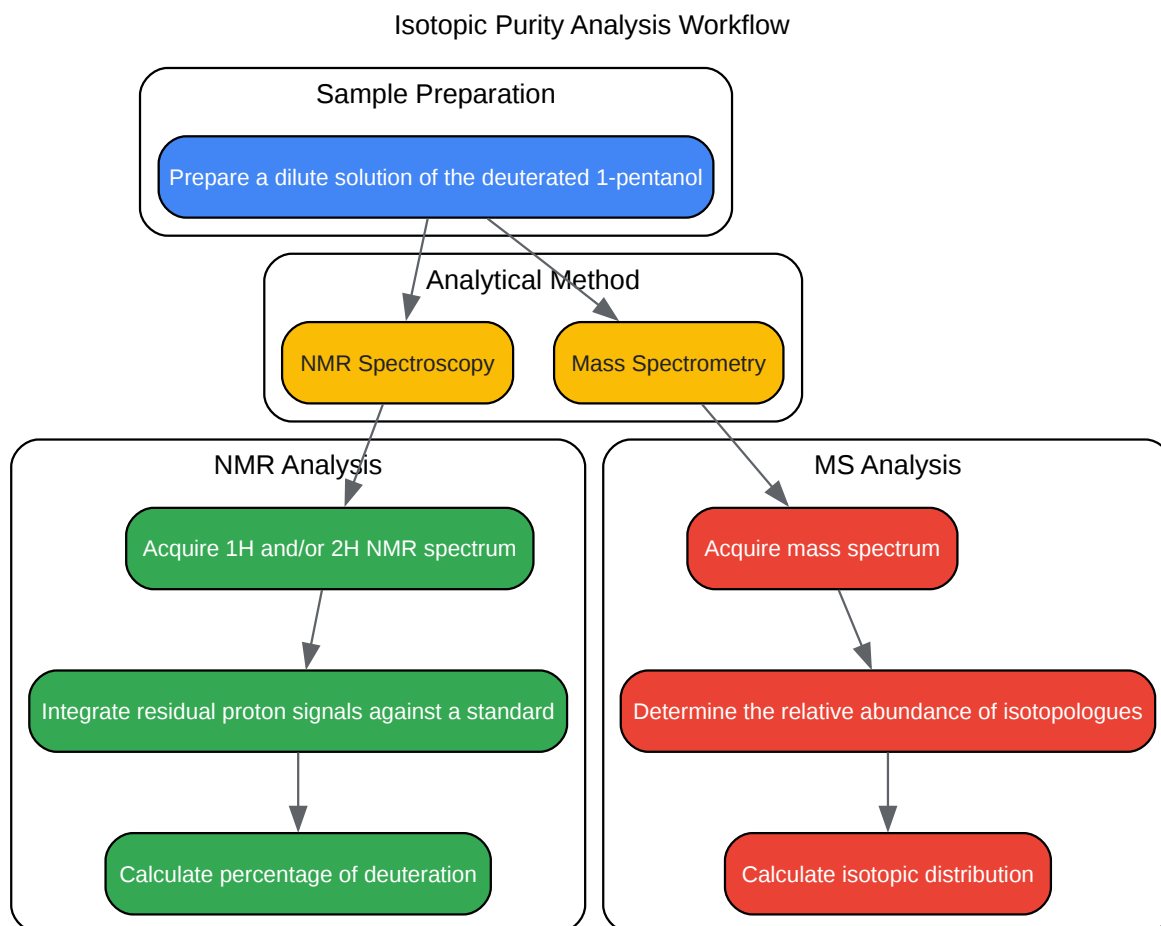 Isotopic Purity Analysis Workflow
Sample Preparation
Prepare a dilute solution of the deuterated 1-pentanol
Analytical Method
NMR Spectroscopy
Mass Spectrometry
NMR Analysis
MS Analysis
Acquire 1H and/or 2H NMR spectrum
Acquire mass spectrum
Integrate residual proton signals against a standard
Determine the relative abundance of isotopologues
Calculate percentage of deuteration
Calculate isotopic distribution